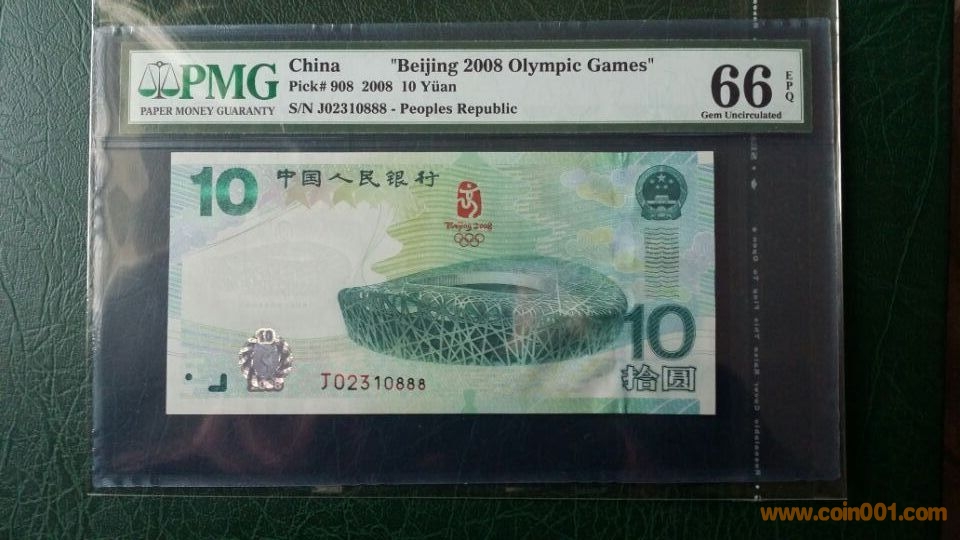 PMG
PAPER MONEY GUARANTY
China "Beijing 2008 Olympic Games"
Pick# 908 2008 10 Yüan
S/N J02310888 - Peoples Republic
66 EPQ
Gem Uncirculated
10 中国人民银行
Beijing 2008
10
10
J02310888
拾圆
www.coin001.com